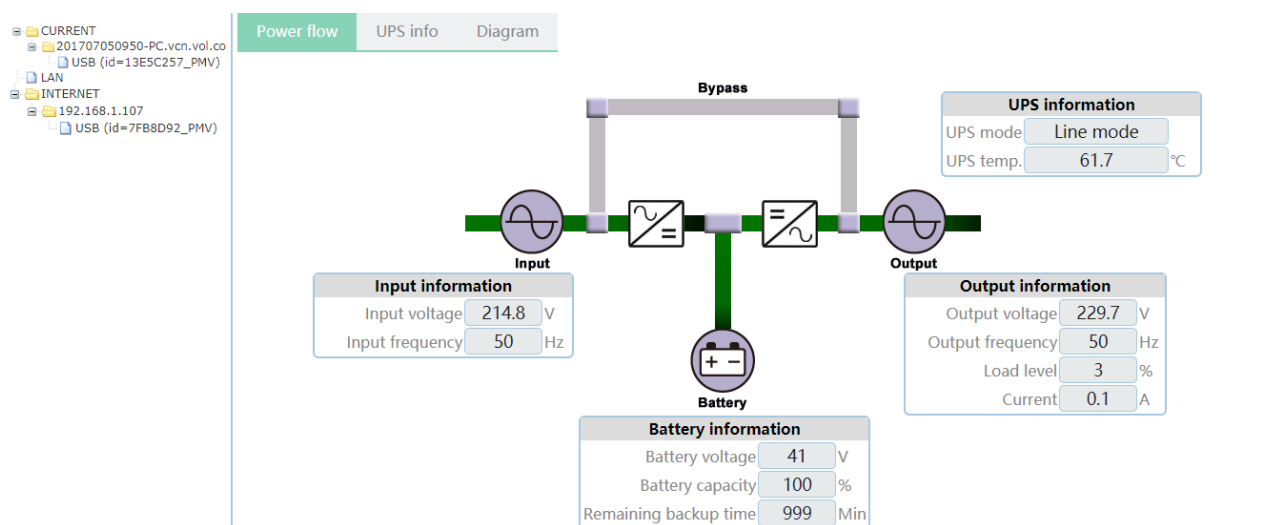 CURRENT
201707050950-PC.vcn.vol.co
USB (id=13E5C257_PMV)
LAN
INTERNET
192.168.1.107
USB (id=7FB8D92_PMV)
Power flow UPS info Diagram
Bypass
UPS information
UPS mode Line mode
UPS temp. 61.7 ℃
Input
Output
Input information
Input voltage 214.8 V
Input frequency 50 Hz
Output information
Output voltage 229.7 V
Output frequency 50 Hz
Load level 3 %
Current 0.1 A
Battery
Battery information
Battery voltage 41 V
Battery capacity 100 %
Remaining backup time 999 Min